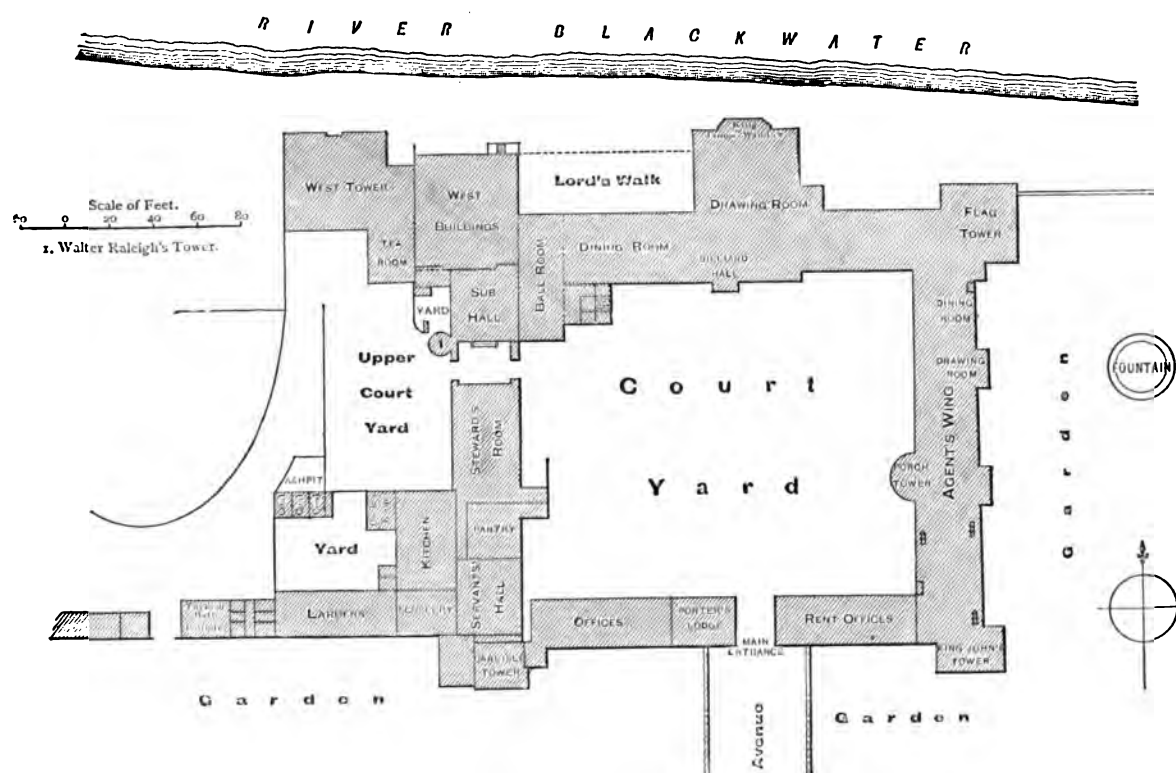 RIVER BLACKWATER
King
WEST TOWER
WEST
BUILDINGS
Lord's Walk
DRAWING ROOM
FLAG
TOWER
Scale of Feet.
0 20 40 60 80
1. Walter Raleigh's Tower.
TEA
ROOM
BALL ROOM
DINING ROOM
HALL
SUB
HALL
YARD
1
DINING
ROOM
DRAWING
ROOM
FOUNTAIN
Upper
Court
Yard
Court
Yard
STEWARD'S
ROOM
AGENT'S WING
PORCH
TOWER
Garden
ASHPIT
Yard
KITCHEN
PANTRY
SERVANTS'
HALL
LARDERS
SCULLERY
OFFICES
PORTER'S
LODGE
RENT OFFICES
MAIN
ENTRANCE
CARLISLE
TOWER
KING JOHN'S
TOWER
Garden
Avenue
Garden